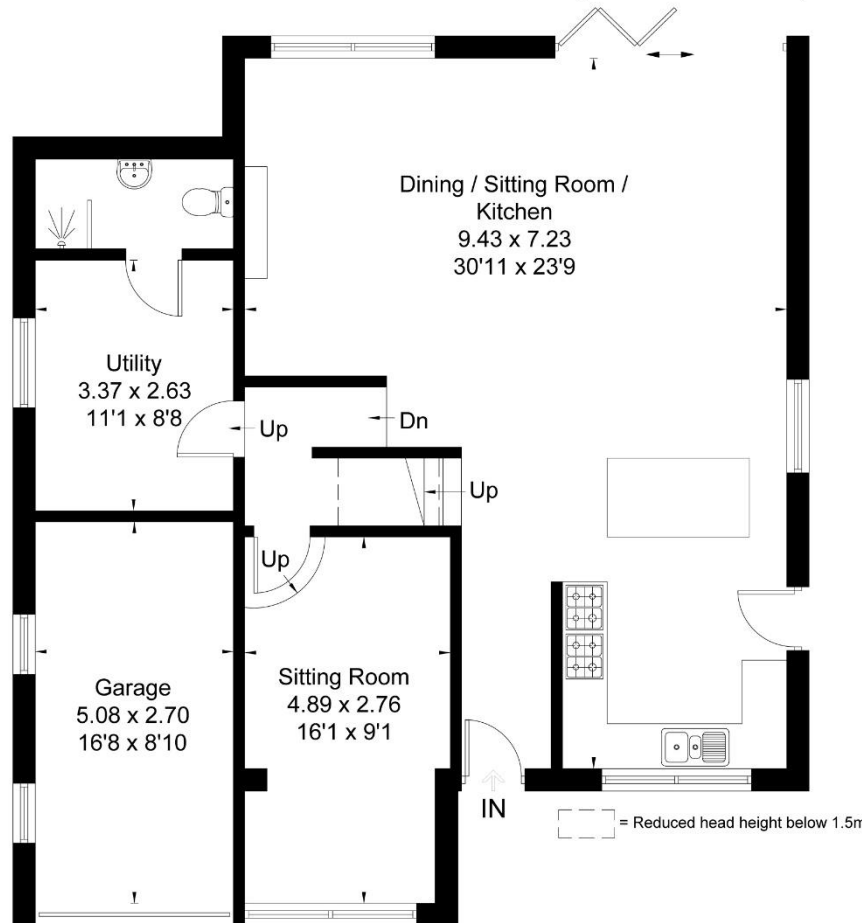 Dining / Sitting Room /
Kitchen
9.43 x 7.23
30'11 x 23'9
Utility
3.37 x 2.63
11'1 x 8'8
Up
Dn
Up
Up
Garage
5.08 x 2.70
16'8 x 8'10
Sitting Room
4.89 x 2.76
16'1 x 9'1
IN
= Reduced head height below 1.5m